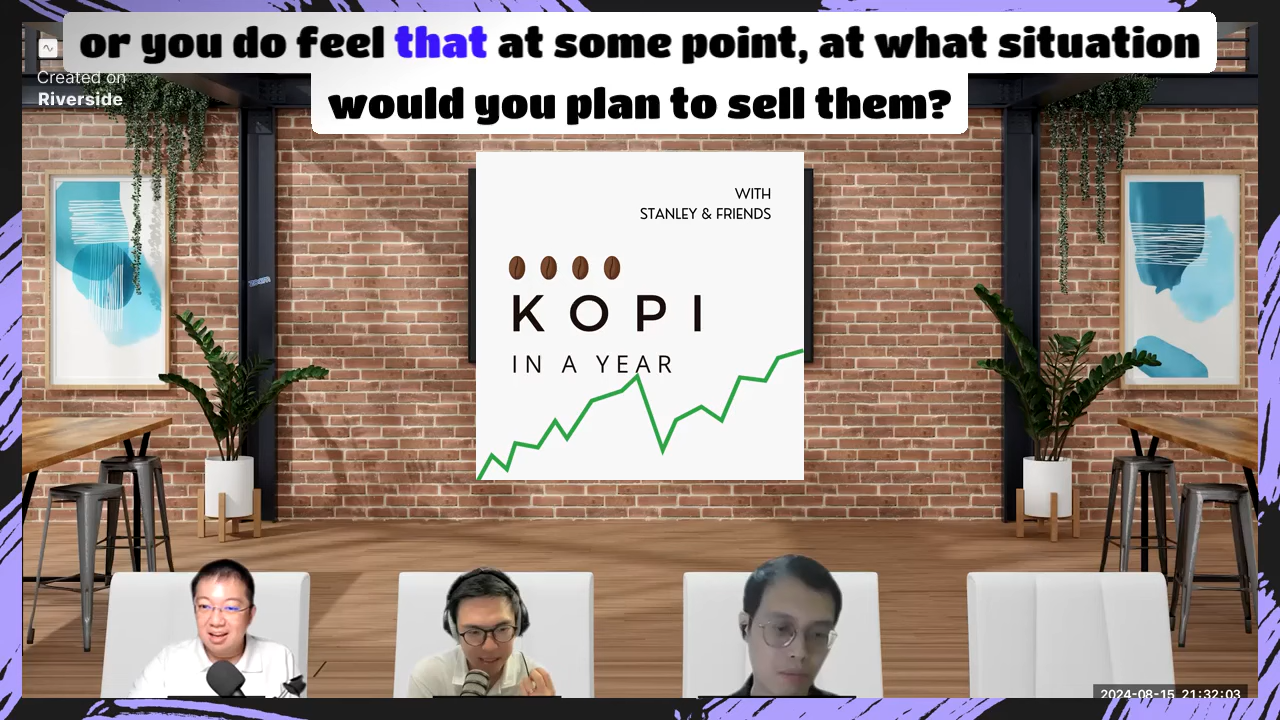 or you do feel that at some point, at what situation
would you plan to sell them?
Created on
Riverside
WITH
STANLEY & FRIENDS
KOPI
IN A YEAR
2024-08-15 21:32:03